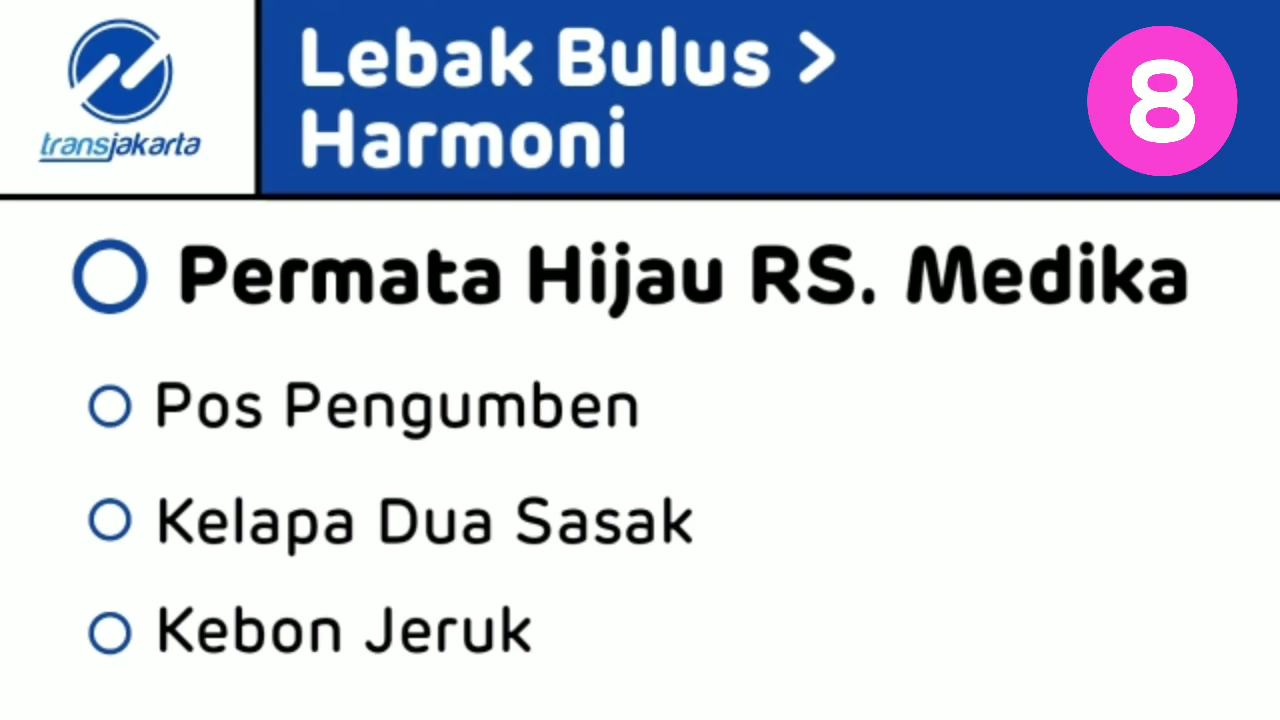 transjakarta
Lebak Bulus >
Harmoni
8
Permata Hijau RS. Medika
Pos Pengumben
Kelapa Dua Sasak
Kebon Jeruk